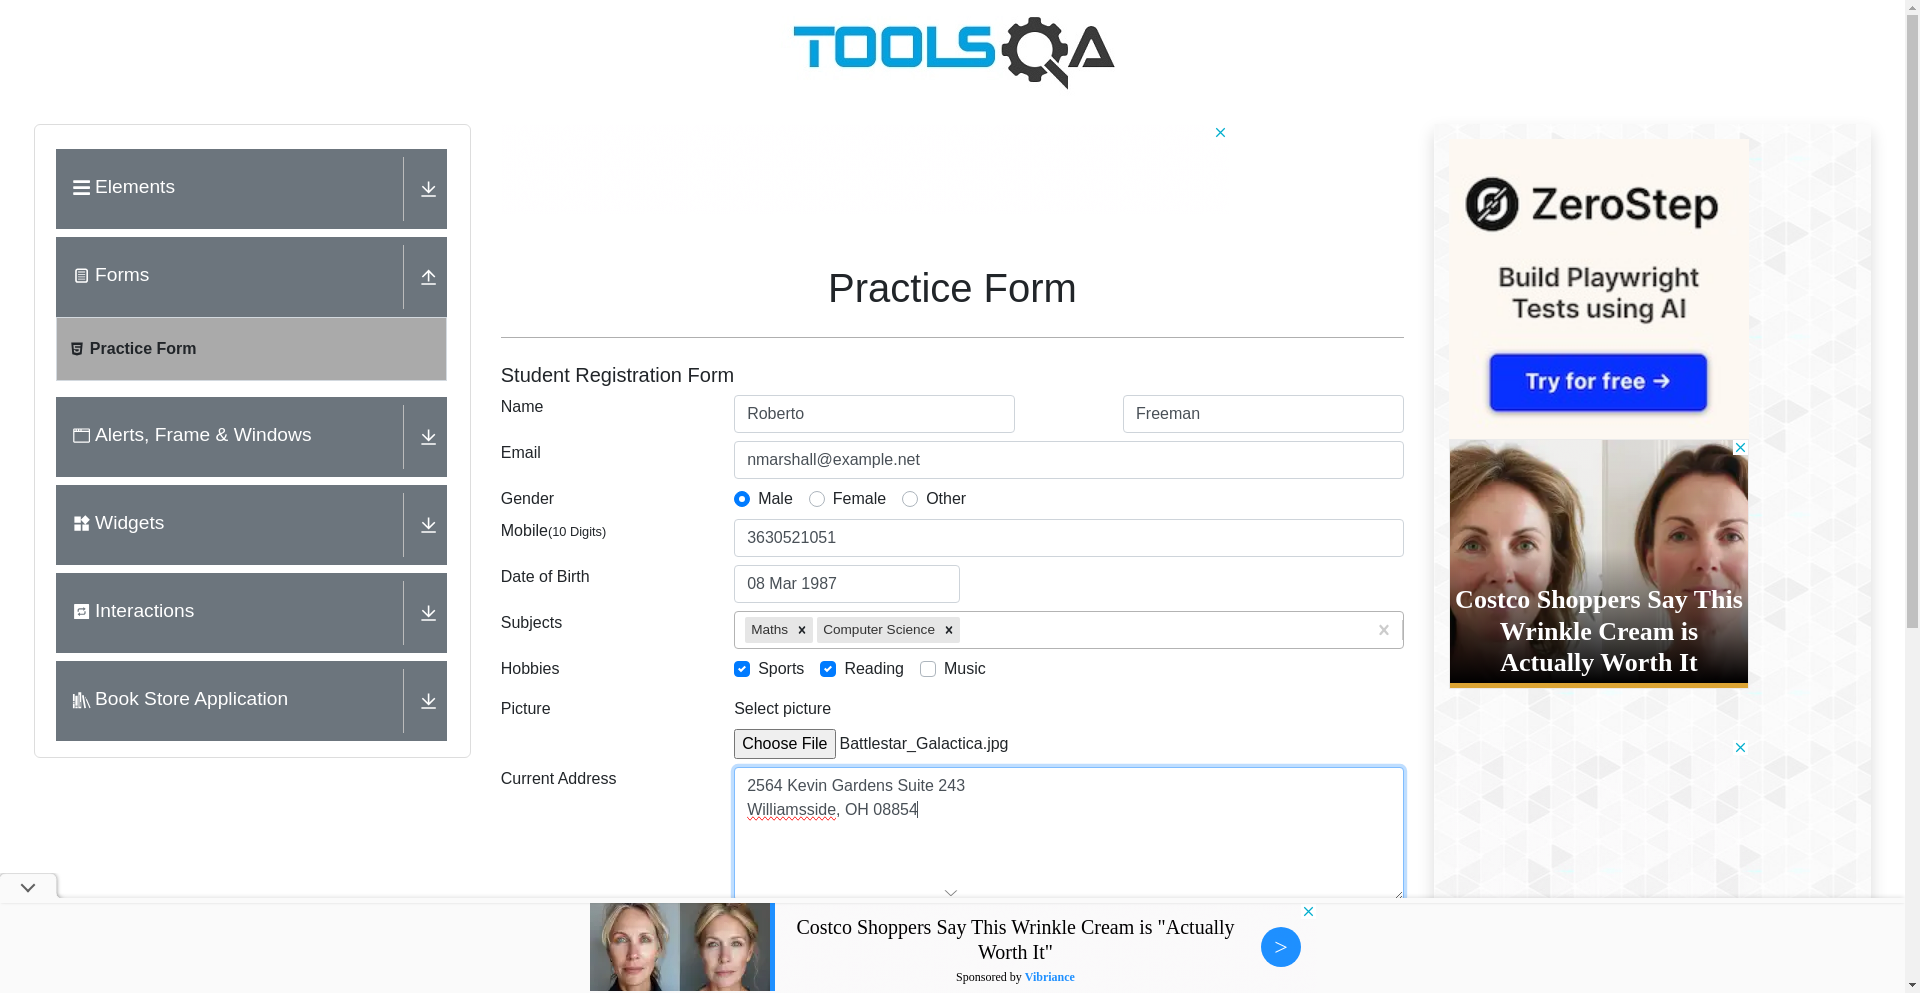 TOOLSQA
Elements
Forms
Practice Form
Alerts, Frame & Windows
Widgets
Interactions
Book Store Application
Practice Form
Student Registration Form
Name
Roberto
Freeman
Email
nmarshall@example.net
Gender
Male
Female
Other
Mobile(10 Digits)
3630521051
Date of Birth
08 Mar 1987
Subjects
Maths
Computer Science
Hobbies
Sports
Reading
Music
Picture
Select picture
Choose File Battlestar_Galactica.jpg
Current Address
2564 Kevin Gardens Suite 243
Williamsside, OH 08854
ZeroStep
Build Playwright
Tests using AI
Try for free →
Costco Shoppers Say This
Wrinkle Cream is
Actually Worth It
Costco Shoppers Say This Wrinkle Cream is "Actually
Worth It"
Sponsored by Vibriance
>